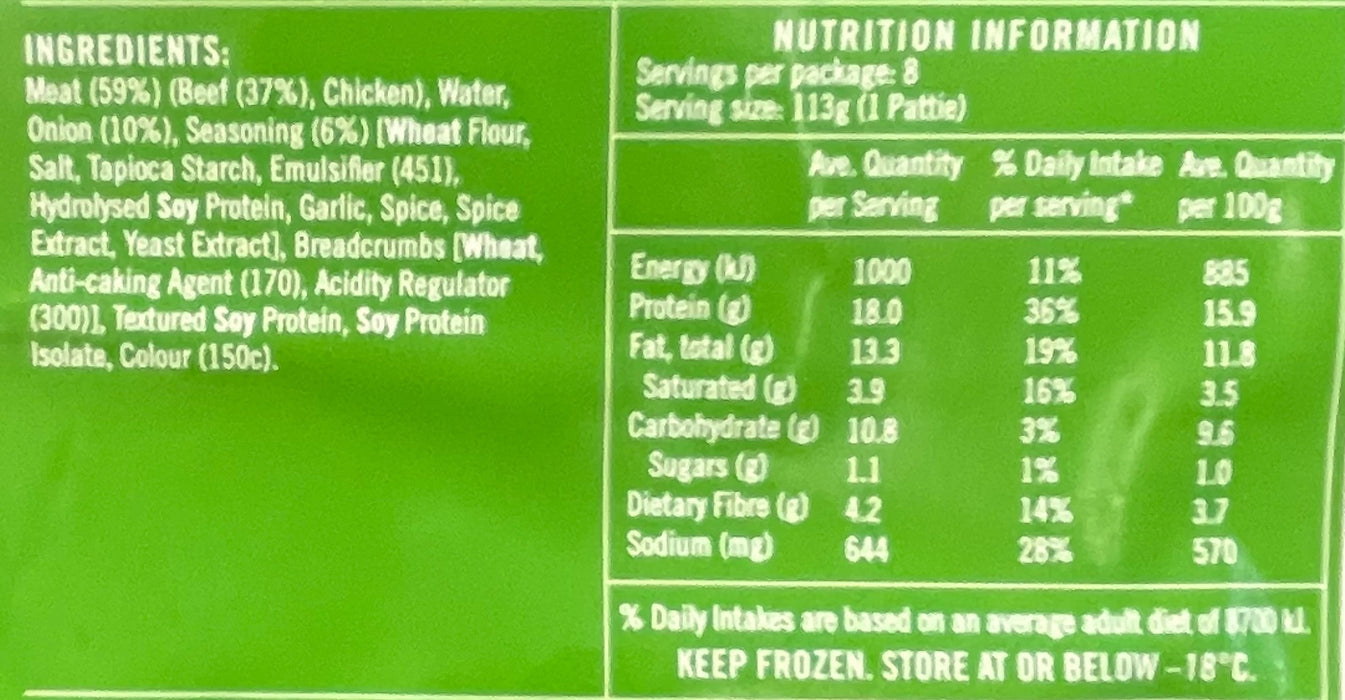 INGREDIENTS:
Meat (59%) (Beef (37%), Chicken), Water,
Onion (10%), Seasoning (6%) [Wheat Flour,
Salt, Tapioca Starch, Emulsifier (451),
Hydrolysed Soy Protein, Garlic, Spice, Spice
Extract, Yeast Extract], Breadcrumbs [Wheat,
Anti-caking Agent (170), Acidity Regulator
(300)], Textured Soy Protein, Soy Protein
Isolate, Colour (150c).
NUTRITION INFORMATION
Servings per package: 8
Serving size: 113g (1 Pattie)
Ave. Quantity % Daily Intake Ave. Quantity
per Serving per serving* per 100g
Energy (kJ) 1000 11% 885
Protein (g) 18.0 36% 15.9
Fat, total (g) 13.3 19% 11.8
Saturated (g) 3.9 16% 3.5
Carbohydrate (g) 10.8 3% 9.6
Sugars (g) 1.1 1% 1.0
Dietary Fibre (g) 4.2 14% 3.7
Sodium (mg) 644 28% 570
% Daily Intakes are based on an average adult diet of 8700 kJ.
KEEP FROZEN. STORE AT OR BELOW -18°C.